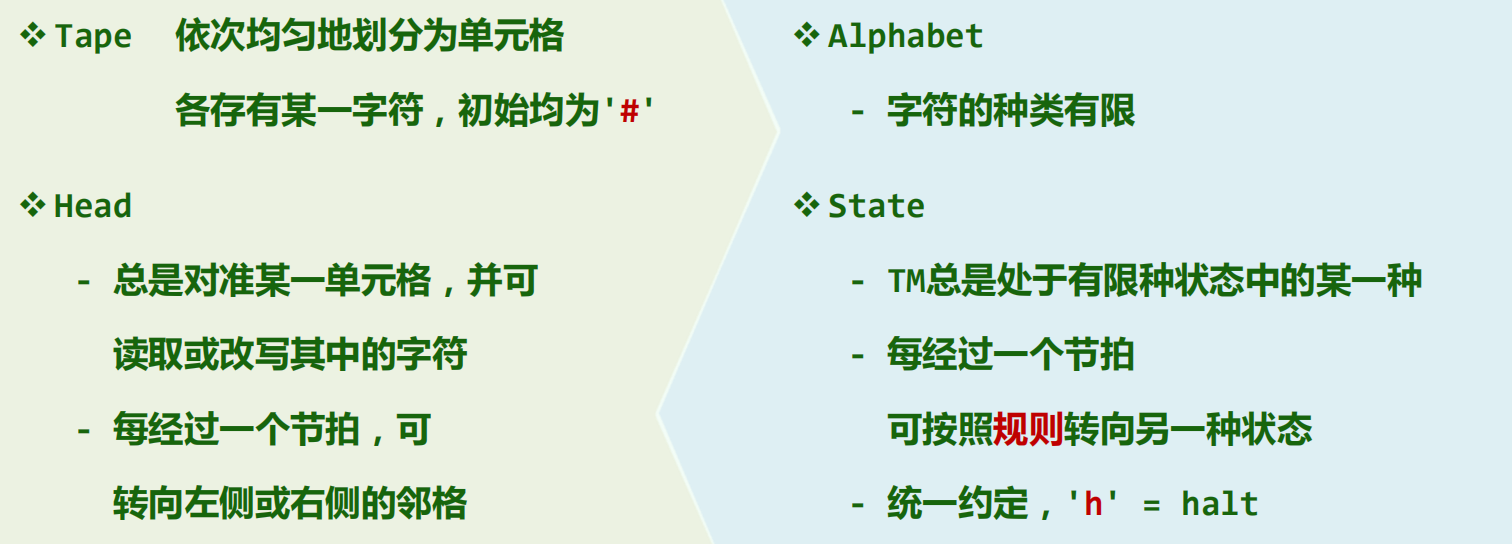 ❖ Tape 依次均匀地划分为单元格
各存有某一字符，初始均为'#'
❖ Head
- 总是对准某一单元格，并可
读取或改写其中的字符
- 每经过一个节拍，可
转向左侧或右侧的邻格
❖ Alphabet
- 字符的种类有限
❖ State
- TM总是处于有限种状态中的某一种
- 每经过一个节拍
可按照规则转向另一种状态
- 统一约定，'h' = halt